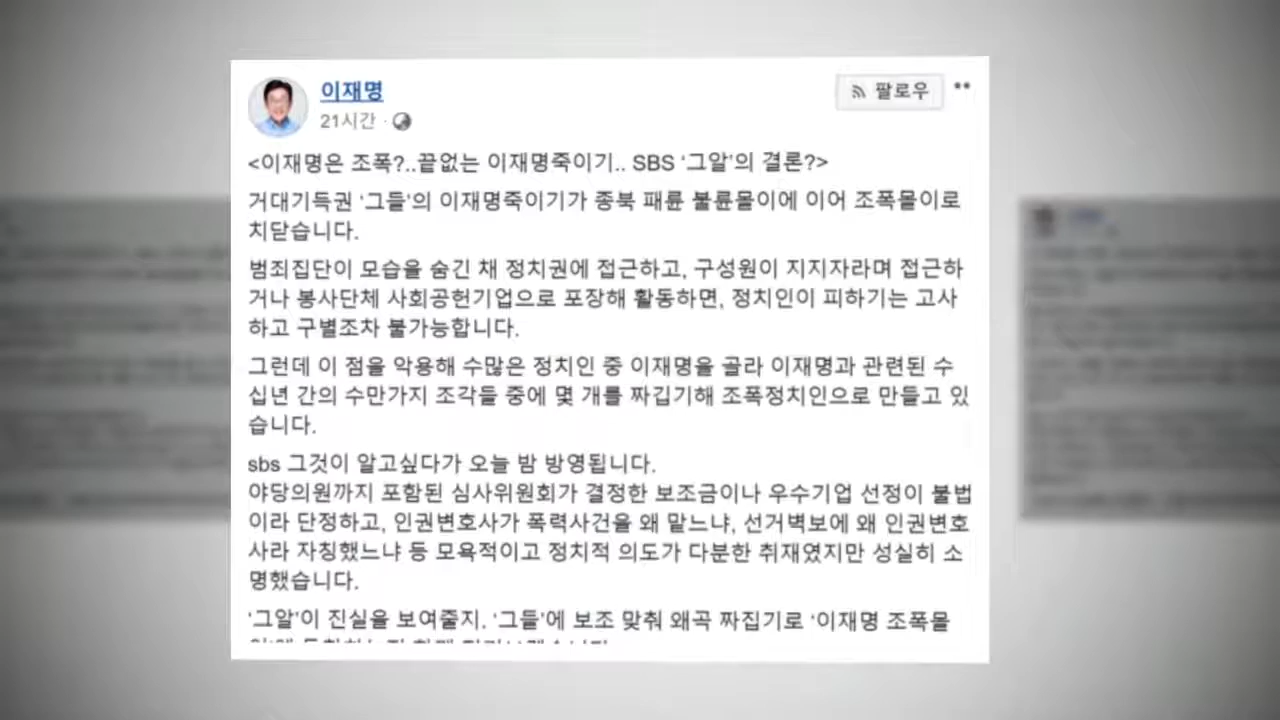 이재명
팔로우
21시간
<이재명은 조폭?..끝없는 이재명죽이기.. SBS ‘그알’의 결론?>
거대기득권 ‘그들’의 이재명죽이기가 종북 패륜 불륜몰이에 이어 조폭몰이로
치닫습니다.
범죄집단이 모습을 숨긴 채 정치권에 접근하고, 구성원이 지지자라며 접근하
거나 봉사단체 사회공헌기업으로 포장해 활동하면, 정치인이 피하기는 고사
하고 구별조차 불가능합니다.
그런데 이 점을 악용해 수많은 정치인 중 이재명을 골라 이재명과 관련된 수
십년 간의 수만가지 조각들 중에 몇 개를 짜깁기해 조폭정치인으로 만들고 있
습니다.
sbs 그것이 알고싶다가 오늘 밤 방영됩니다.
야당의원까지 포함된 심사위원회가 결정한 보조금이나 우수기업 선정이 불법
이라 단정하고, 인권변호사가 폭력사건을 왜 맡느냐, 선거벽보에 왜 인권변호
사라 자칭했느냐 등 모욕적이고 정치적 의도가 다분한 취재였지만 성실히 소
명했습니다.
‘그알’이 진실을 보여줄지. ‘그들’에 보조 맞춰 왜곡 짜집기로 ‘이재명 조폭몰